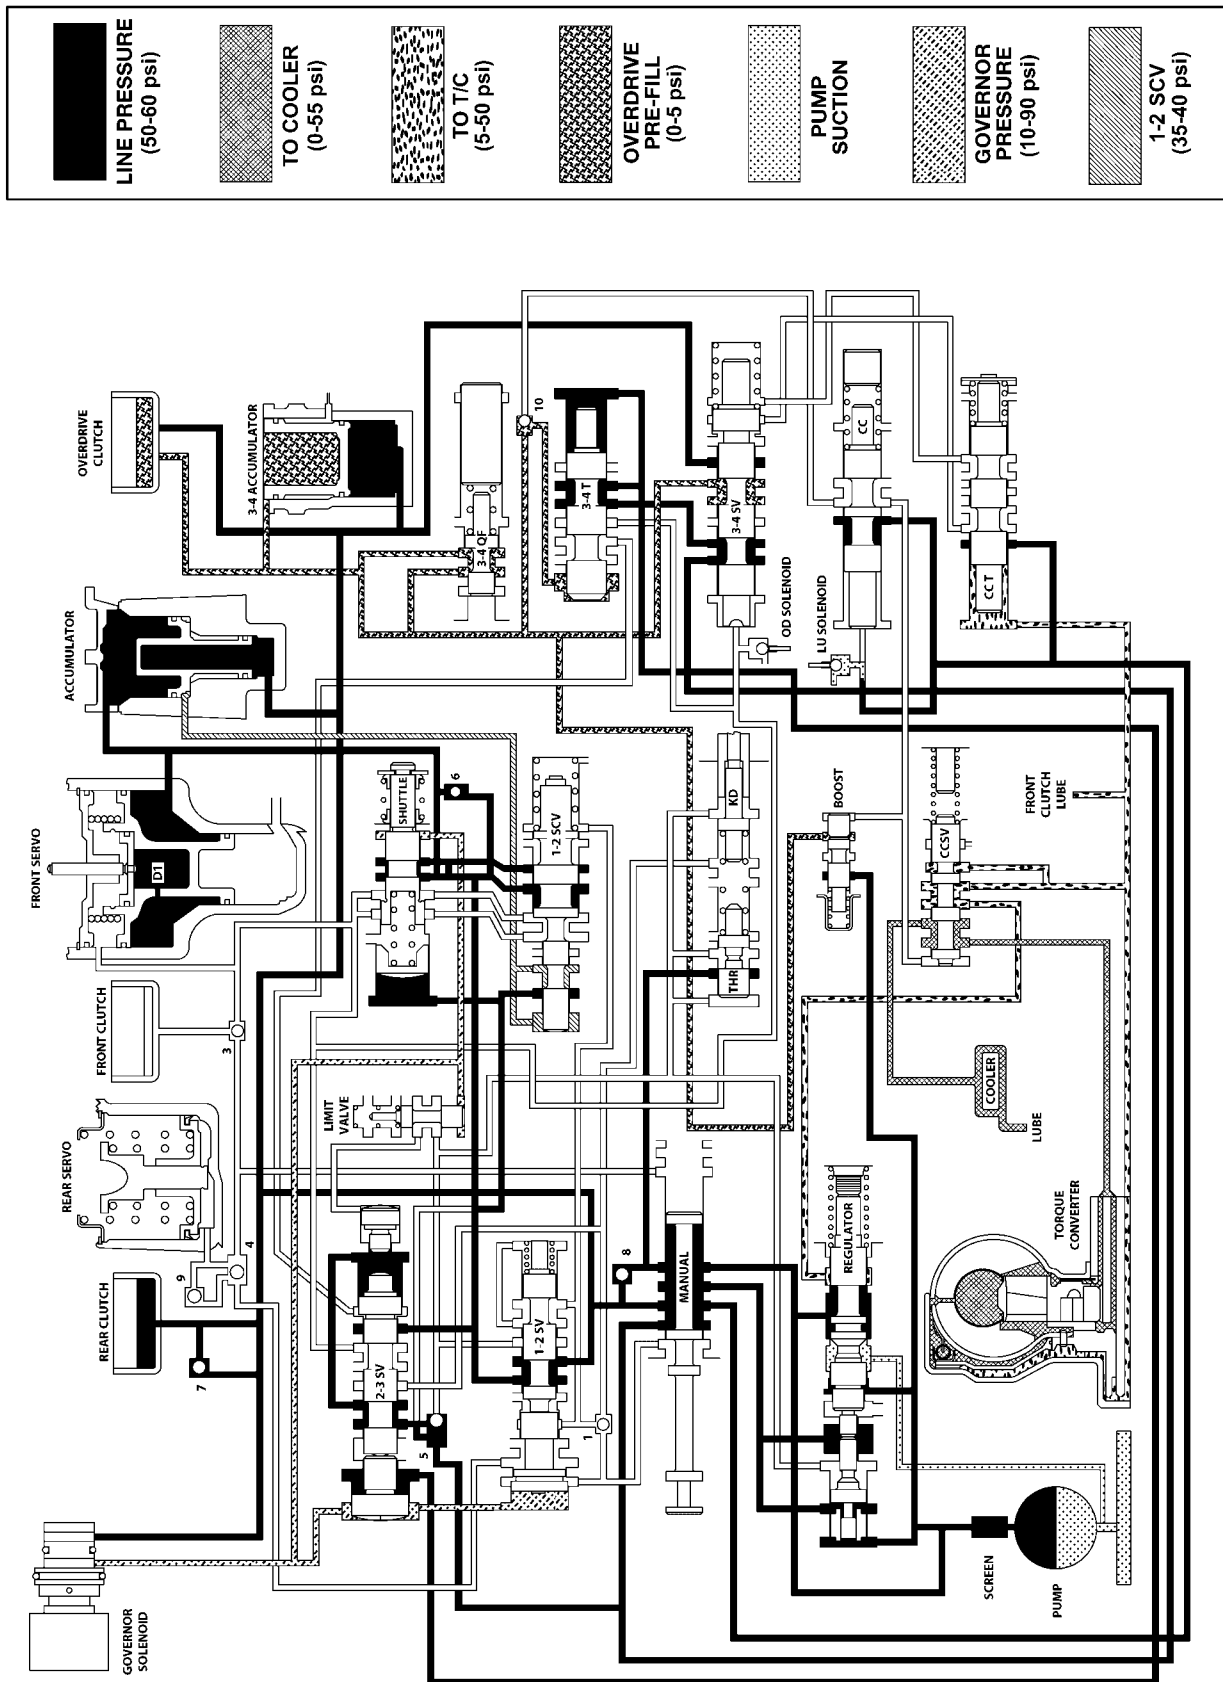 LINE PRESSURE
(50-60 psi)
TO COOLER
(0-55 psi)
TO T/C
(5-50 psi)
OVERDRIVE
PRE-FILL
(0-5 psi)
PUMP
SUCTION
GOVERNOR
PRESSURE
(10-90 psi)
1-2 SCV
(35-40 psi)
GOVERNOR
SOLENOID
REAR CLUTCH
7
9
4
REAR SERVO
3
FRONT CLUTCH
FRONT SERVO
D1
ACCUMULATOR
3-4 ACCUMULATOR
OVERDRIVE
CLUTCH
2-3 SV
5
LIMIT
VALVE
SHUTTLE
6
3-4 QF
1-2 SV
1
1-2 SCV
3-4 T
10
8
MANUAL
THR
KD
3-4 SV
OD SOLENOID
LU SOLENOID
REGULATOR
BOOST
CC
CCSV
CCT
SCREEN
PUMP
TORQUE
CONVERTER
COOLER
LUBE
FRONT
CLUTCH
LUBE